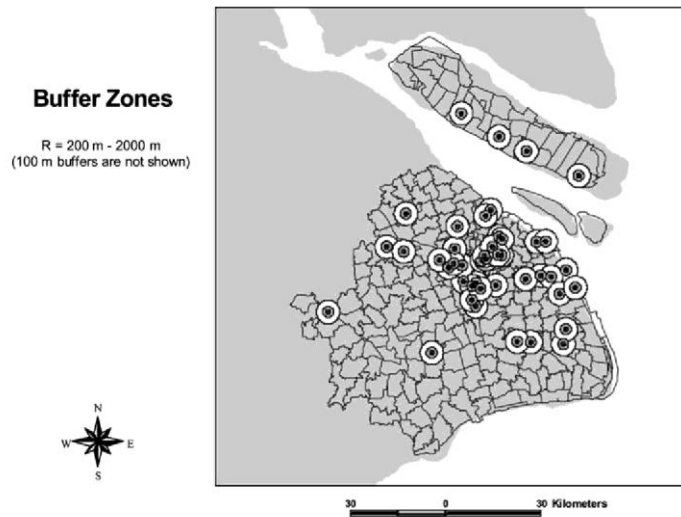 Buffer Zones
R = 200 m - 2000 m
(100 m buffers are not shown)
N
W E
S
30 0 30 Kilometers